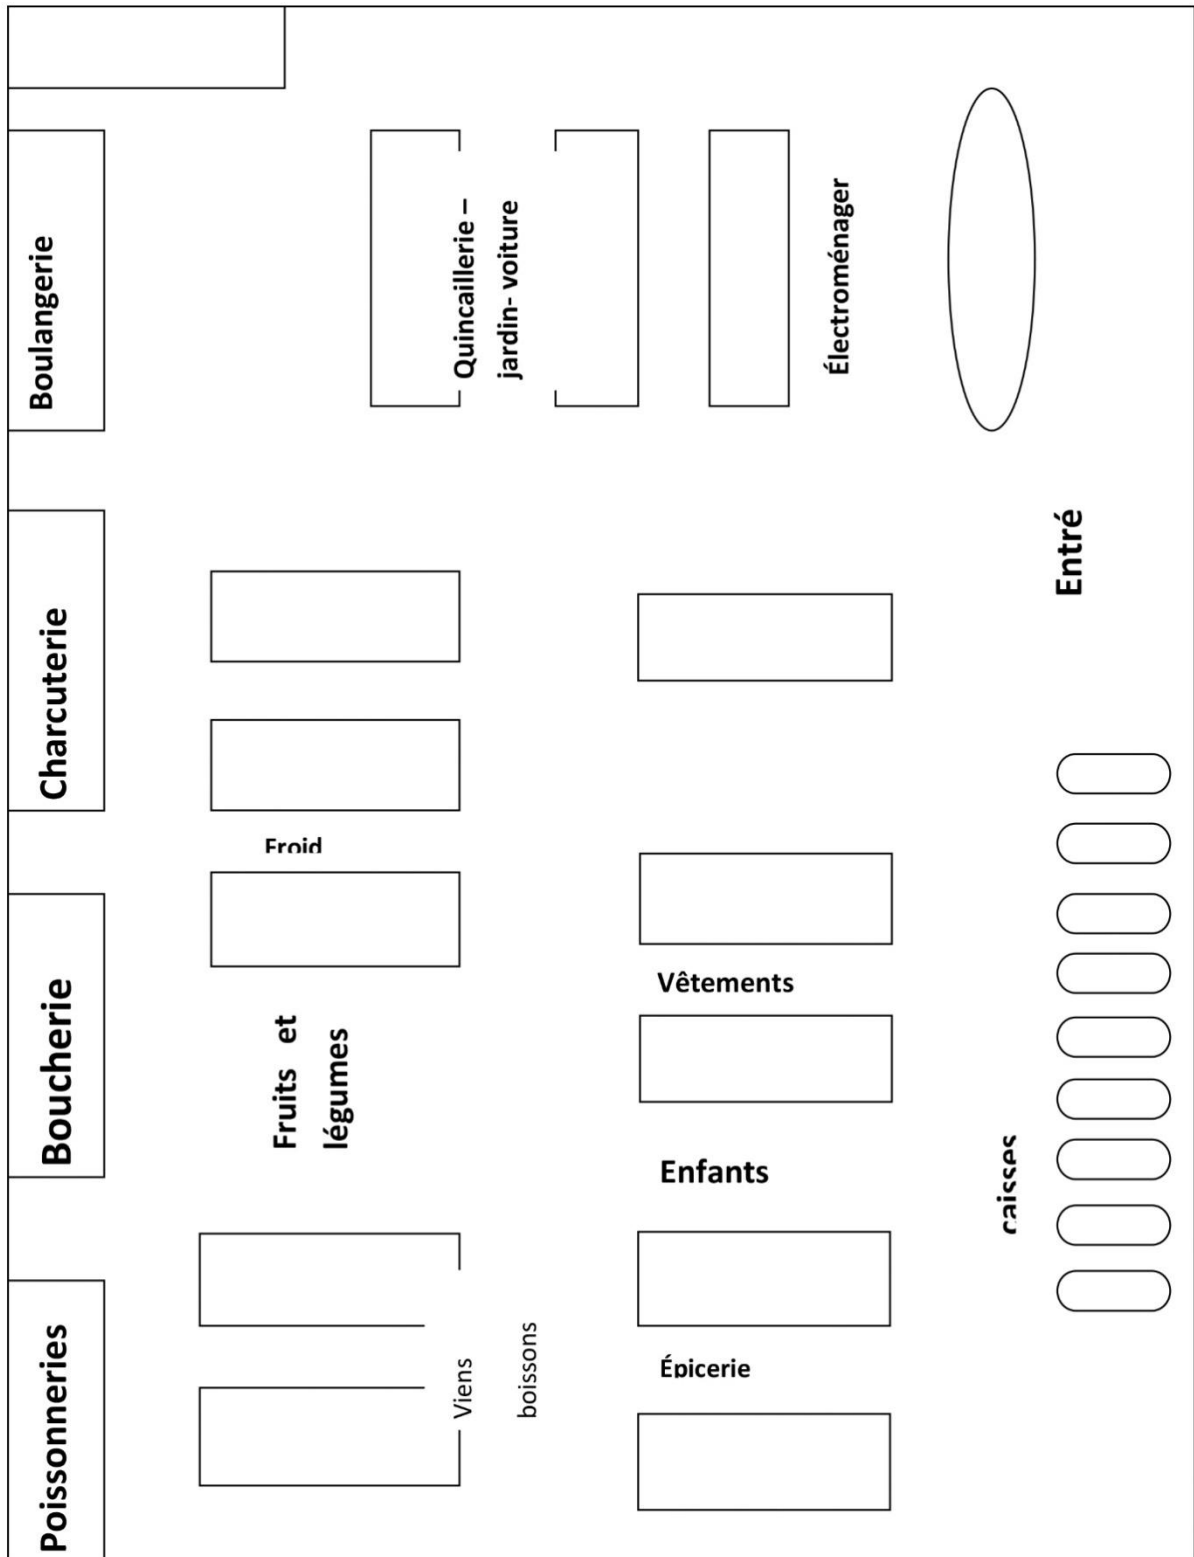 Boulangerie
Quincaillerie –
jardin- voiture
Électroménager
Entré
Charcuterie
Froid
Boucherie
Fruits et
légumes
Vêtements
Enfants
caisses
Poissonneries
Viens
boissons
Épicerie